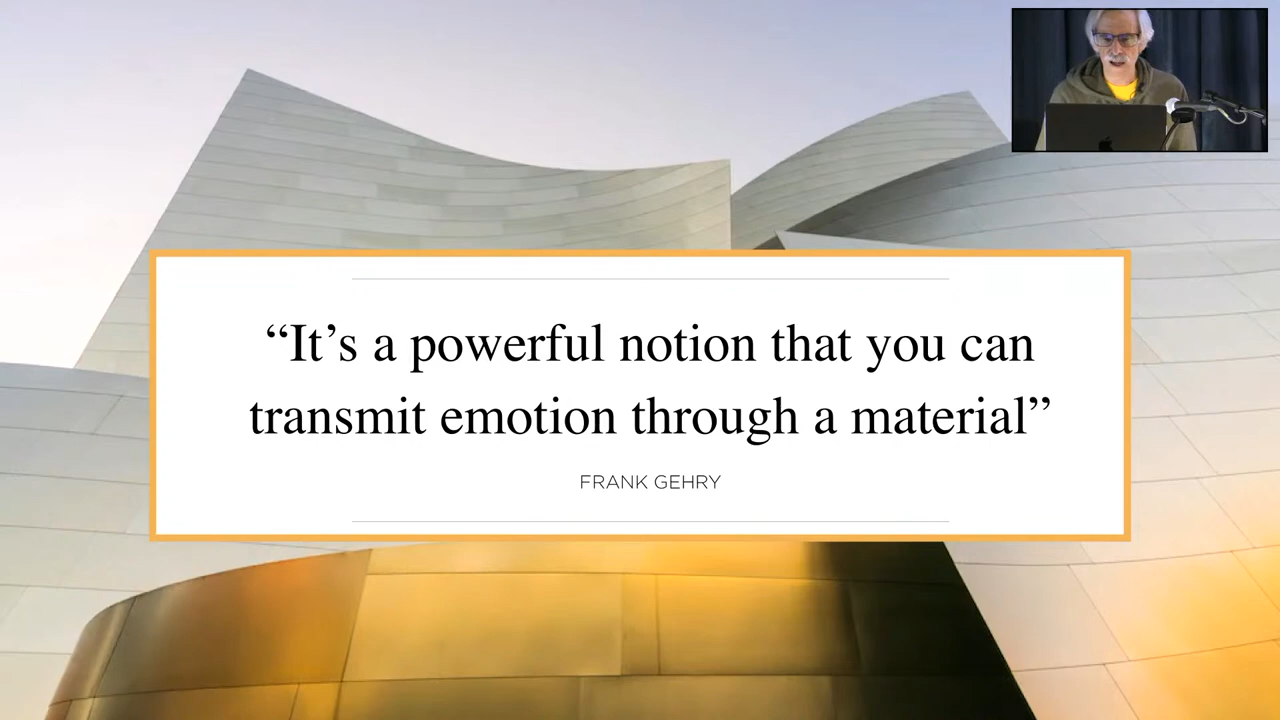 “It’s a powerful notion that you can
transmit emotion through a material”
FRANK GEHRY